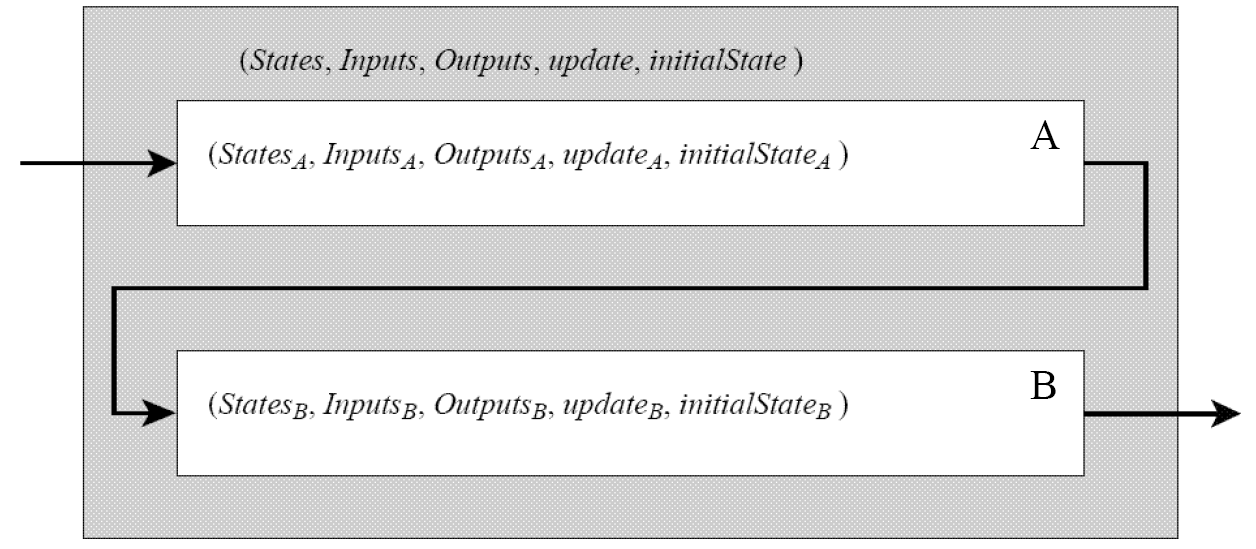 (States, Inputs, Outputs, update, initialState )
(States_A, Inputs_A, Outputs_A, update_A, initialState_A )
A
(States_B, Inputs_B, Outputs_B, update_B, initialState_B )
B